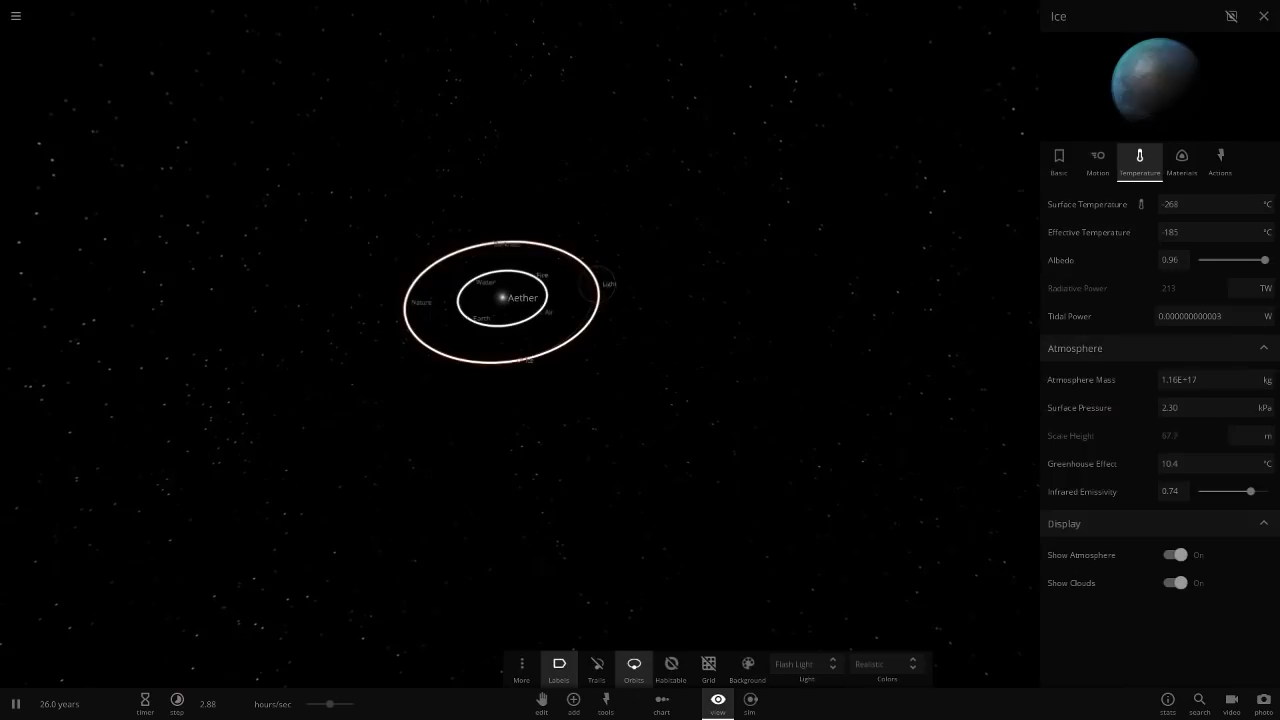 Ice
Basic
Motion
Temperature
Materials
Actions
Surface Temperature -268 °C
Effective Temperature -185 °C
Albedo 0.96
Radiative Power 213 TW
Tidal Power 0.000000000003 W
Atmosphere
Atmosphere Mass 1.16E+17 kg
Surface Pressure 2.30 kPa
Scale Height 67.9 m
Greenhouse Effect 10.4 °C
Infrared Emissivity 0.74
Display
Show Atmosphere On
Show Clouds On
Water
Fire
Light
Nature
Aether
Earth
Air
More
Labels
Trails
Orbits
Habitable
Grid
Background
Flash Light
Light
Realistic
Colors
26.0 years
timer
step
2.88
hours/sec
edit
add
tools
chart
view
sim
stats
search
video
photo